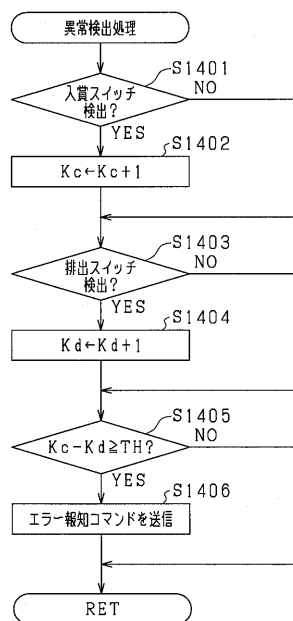 異常検出処理
S1401
入賞スイッチ
検出?
NO
YES
S1402
Kc←Kc+1
S1403
排出スイッチ
検出?
NO
YES
S1404
Kd←Kd+1
S1405
Kc-Kd≧TH?
NO
YES
S1406
エラー報知コマンドを送信
RET